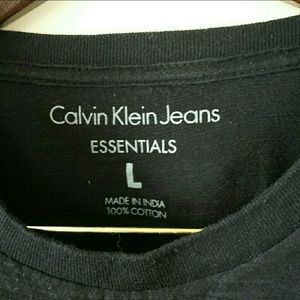 Calvin Klein Jeans
ESSENTIALS
L
MADE IN INDIA
100% COTTON